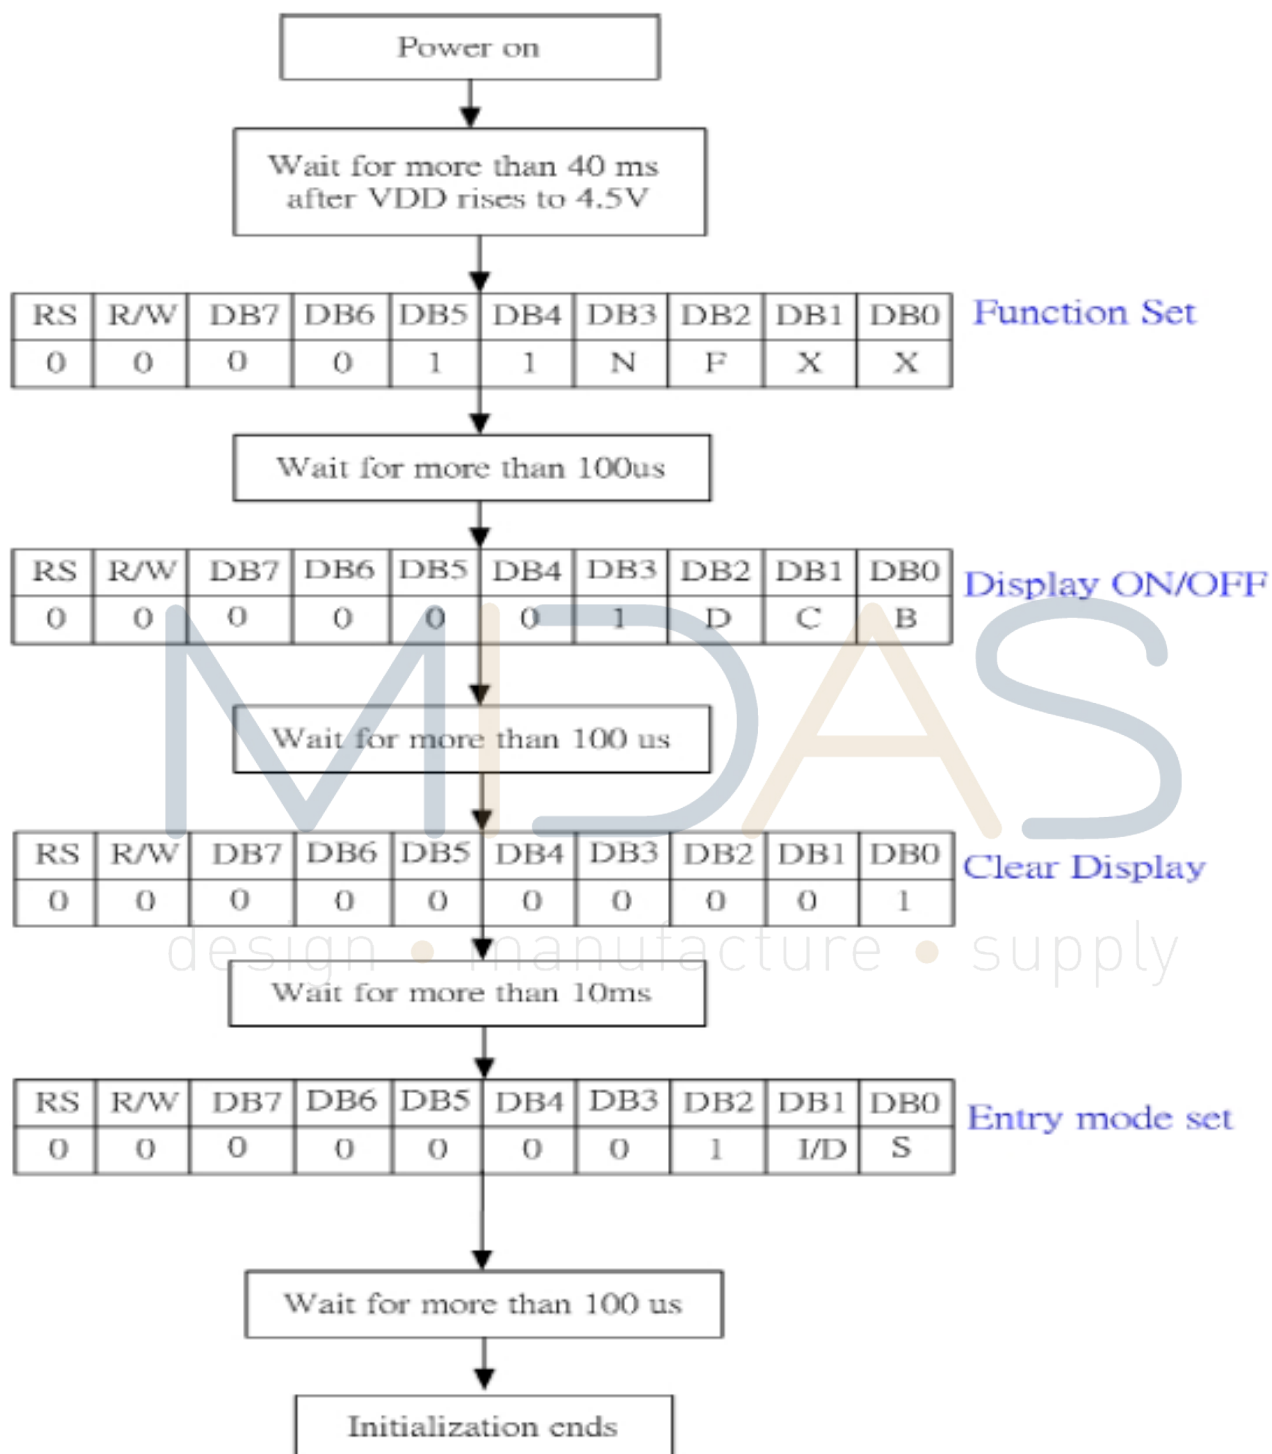 Power on
Wait for more than 40 ms
after VDD rises to 4.5V
RS R/W DB7 DB6 DB5 DB4 DB3 DB2 DB1 DB0 Function Set
0 0 0 0 1 1 N F X X
Wait for more than 100us
RS R/W DB7 DB6 DB5 DB4 DB3 DB2 DB1 DB0 Display ON/OFF
0 0 0 0 0 0 1 D C B
MIDAS
Wait for more than 100 us
RS R/W DB7 DB6 DB5 DB4 DB3 DB2 DB1 DB0 Clear Display
0 0 0 0 0 0 0 0 0 1
design • manufacture • supply
Wait for more than 10ms
RS R/W DB7 DB6 DB5 DB4 DB3 DB2 DB1 DB0 Entry mode set
0 0 0 0 0 0 0 1 I/D S
Wait for more than 100 us
Initialization ends